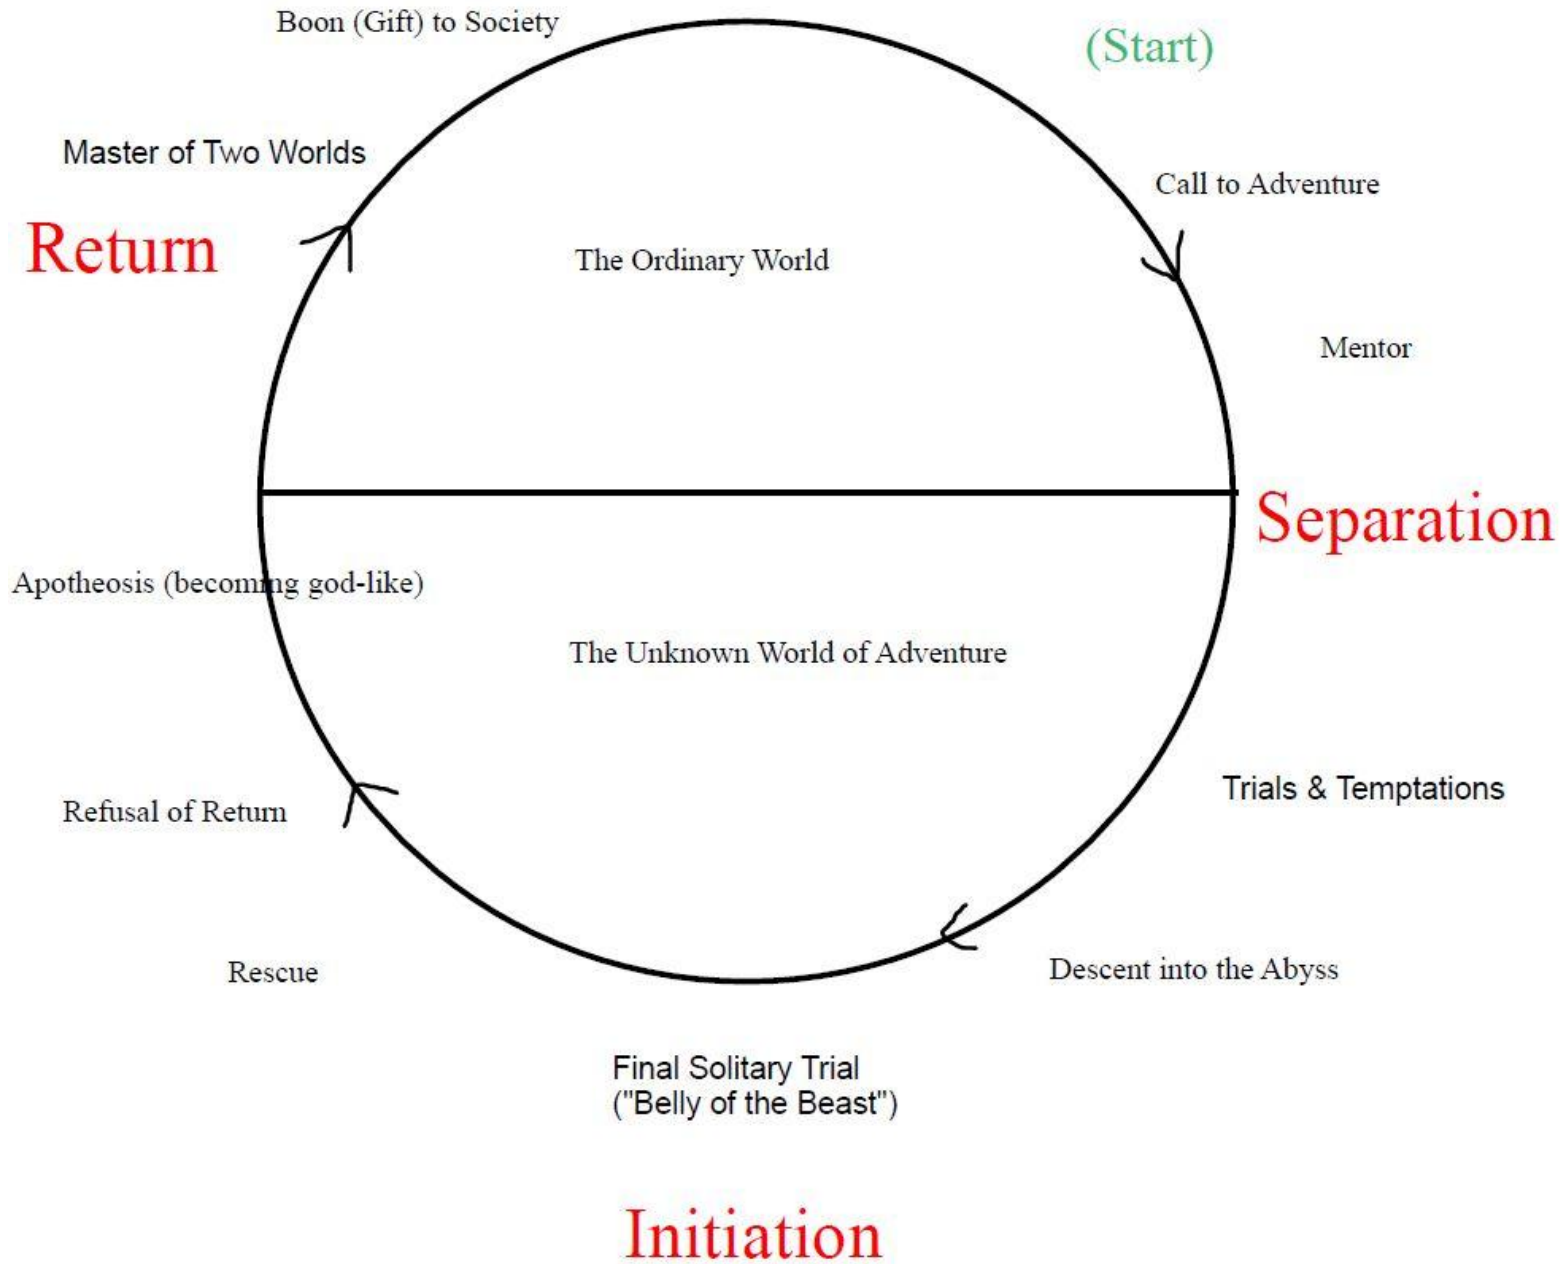 Boon (Gift) to Society
(Start)
Master of Two Worlds
Call to Adventure
Return
The Ordinary World
Mentor
Separation
Apotheosis (becoming god-like)
The Unknown World of Adventure
Trials & Temptations
Refusal of Return
Rescue
Descent into the Abyss
Final Solitary Trial
("Belly of the Beast")
Initiation